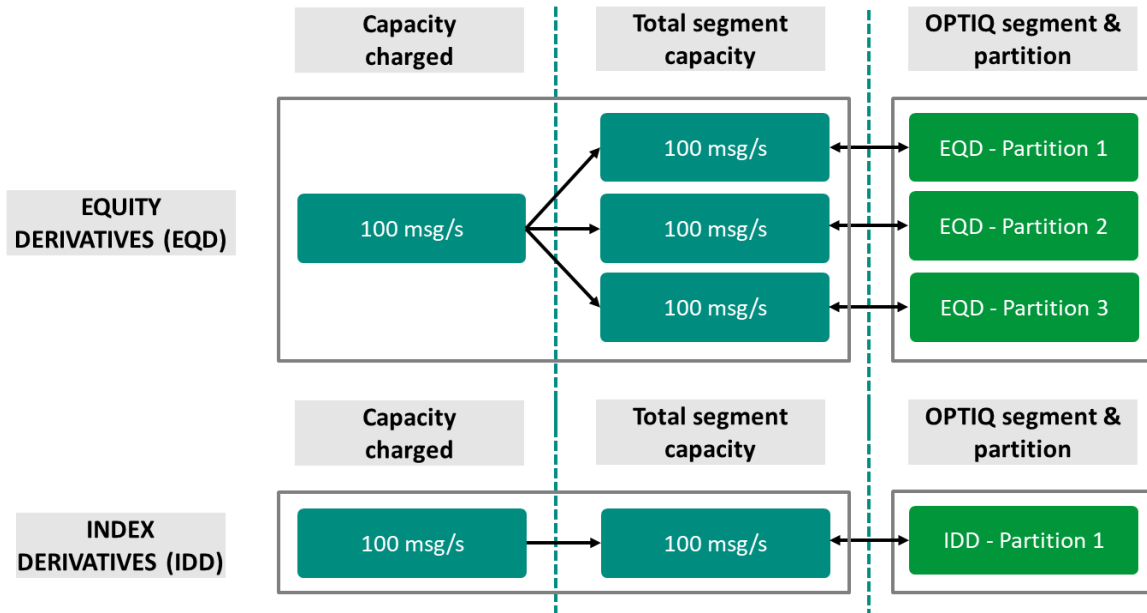 Capacity
charged
Total segment
capacity
OPTIQ segment &
partition
EQUITY
DERIVATIVES (EQD)
100 msg/s
100 msg/s
EQD - Partition 1
100 msg/s
EQD - Partition 2
100 msg/s
EQD - Partition 3
Capacity
charged
Total segment
capacity
OPTIQ segment &
partition
INDEX
DERIVATIVES (IDD)
100 msg/s
100 msg/s
IDD - Partition 1